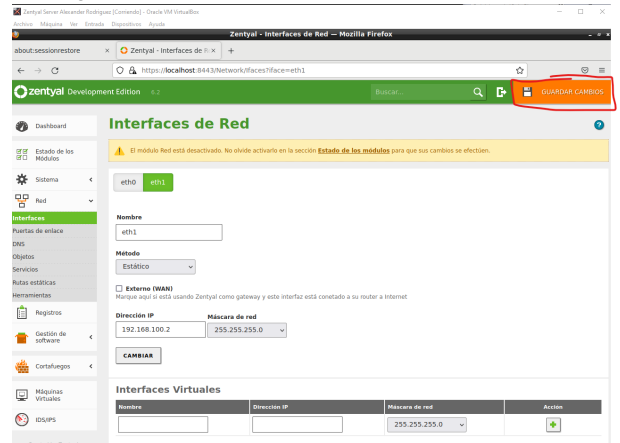 Zentyal Server Alexander Rodriguez [Corriendo] - Oracle VM VirtualBox
Archivo Máquina Ver Entrada Dispositivos Ayuda
Zentyal - Interfaces de Red — Mozilla Firefox
about:sessionrestore
Zentyal - Interfaces de R
https://localhost:8443/Network/Ifaces?iface=eth1
zentyal Development Edition 6.2
Buscar...
GUARDAR CAMBIOS
Dashboard
Estado de los Módulos
Sistema
Red
Interfaces
Puertas de enlace
DNS
Objetos
Servicios
Rutas estáticas
Herramientas
Registros
Gestión de software
Cortafuegos
Máquinas Virtuales
IDS/IPS
Interfaces de Red
El módulo Red está desactivado. No olvide activarlo en la sección Estado de los módulos para que sus cambios se efectúen.
eth0 eth1
Nombre
eth1
Método
Estático
Externo (WAN)
Marque aquí si está usando Zentyal como gateway y este interfaz está conetado a su router a Internet
Dirección IP Máscara de red
192.168.100.2 255.255.255.0
CAMBIAR
Interfaces Virtuales
Nombre Dirección IP Máscara de red Acción
255.255.255.0